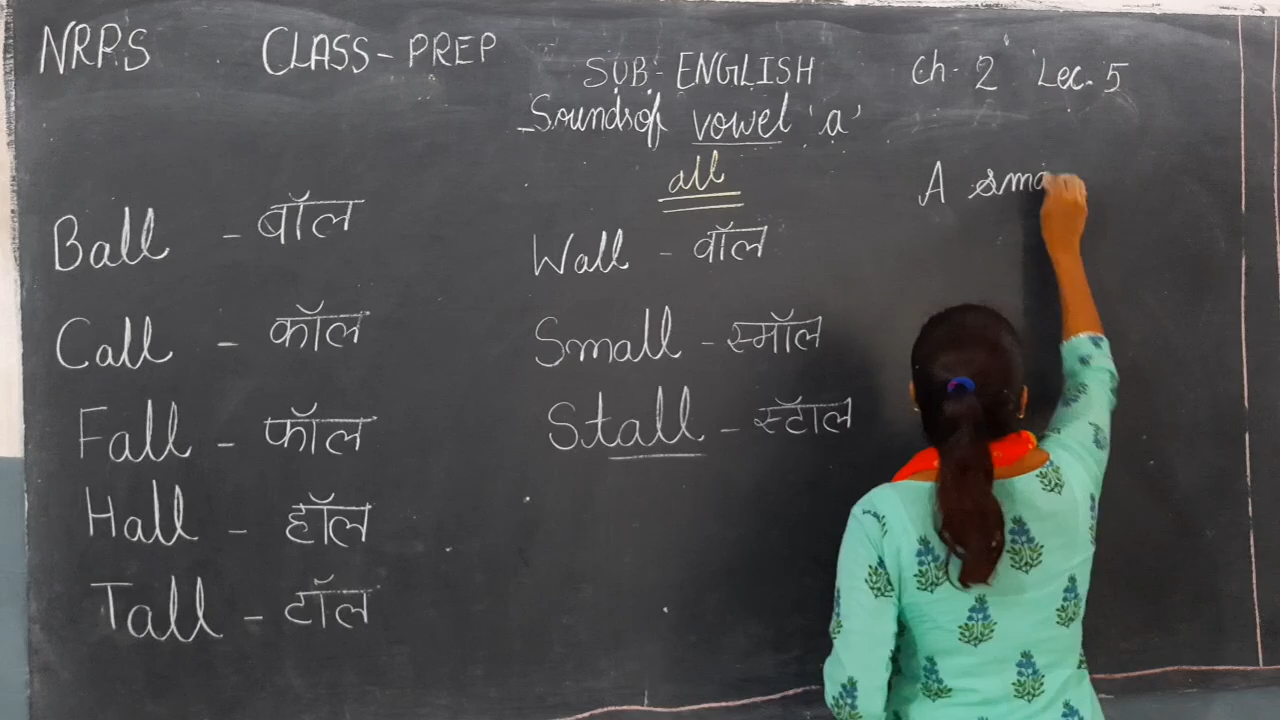 NRPS CLASS-PREP
SUB-ENGLISH Ch-2 Lec-5
Sounds of vowel 'a'
all
Ball - बॉल
Call - कॉल
Fall - फॉल
Hall - हॉल
Tall - टॉल
Wall - वॉल
Small - स्मॉल
Stall - स्टॉल
A sma